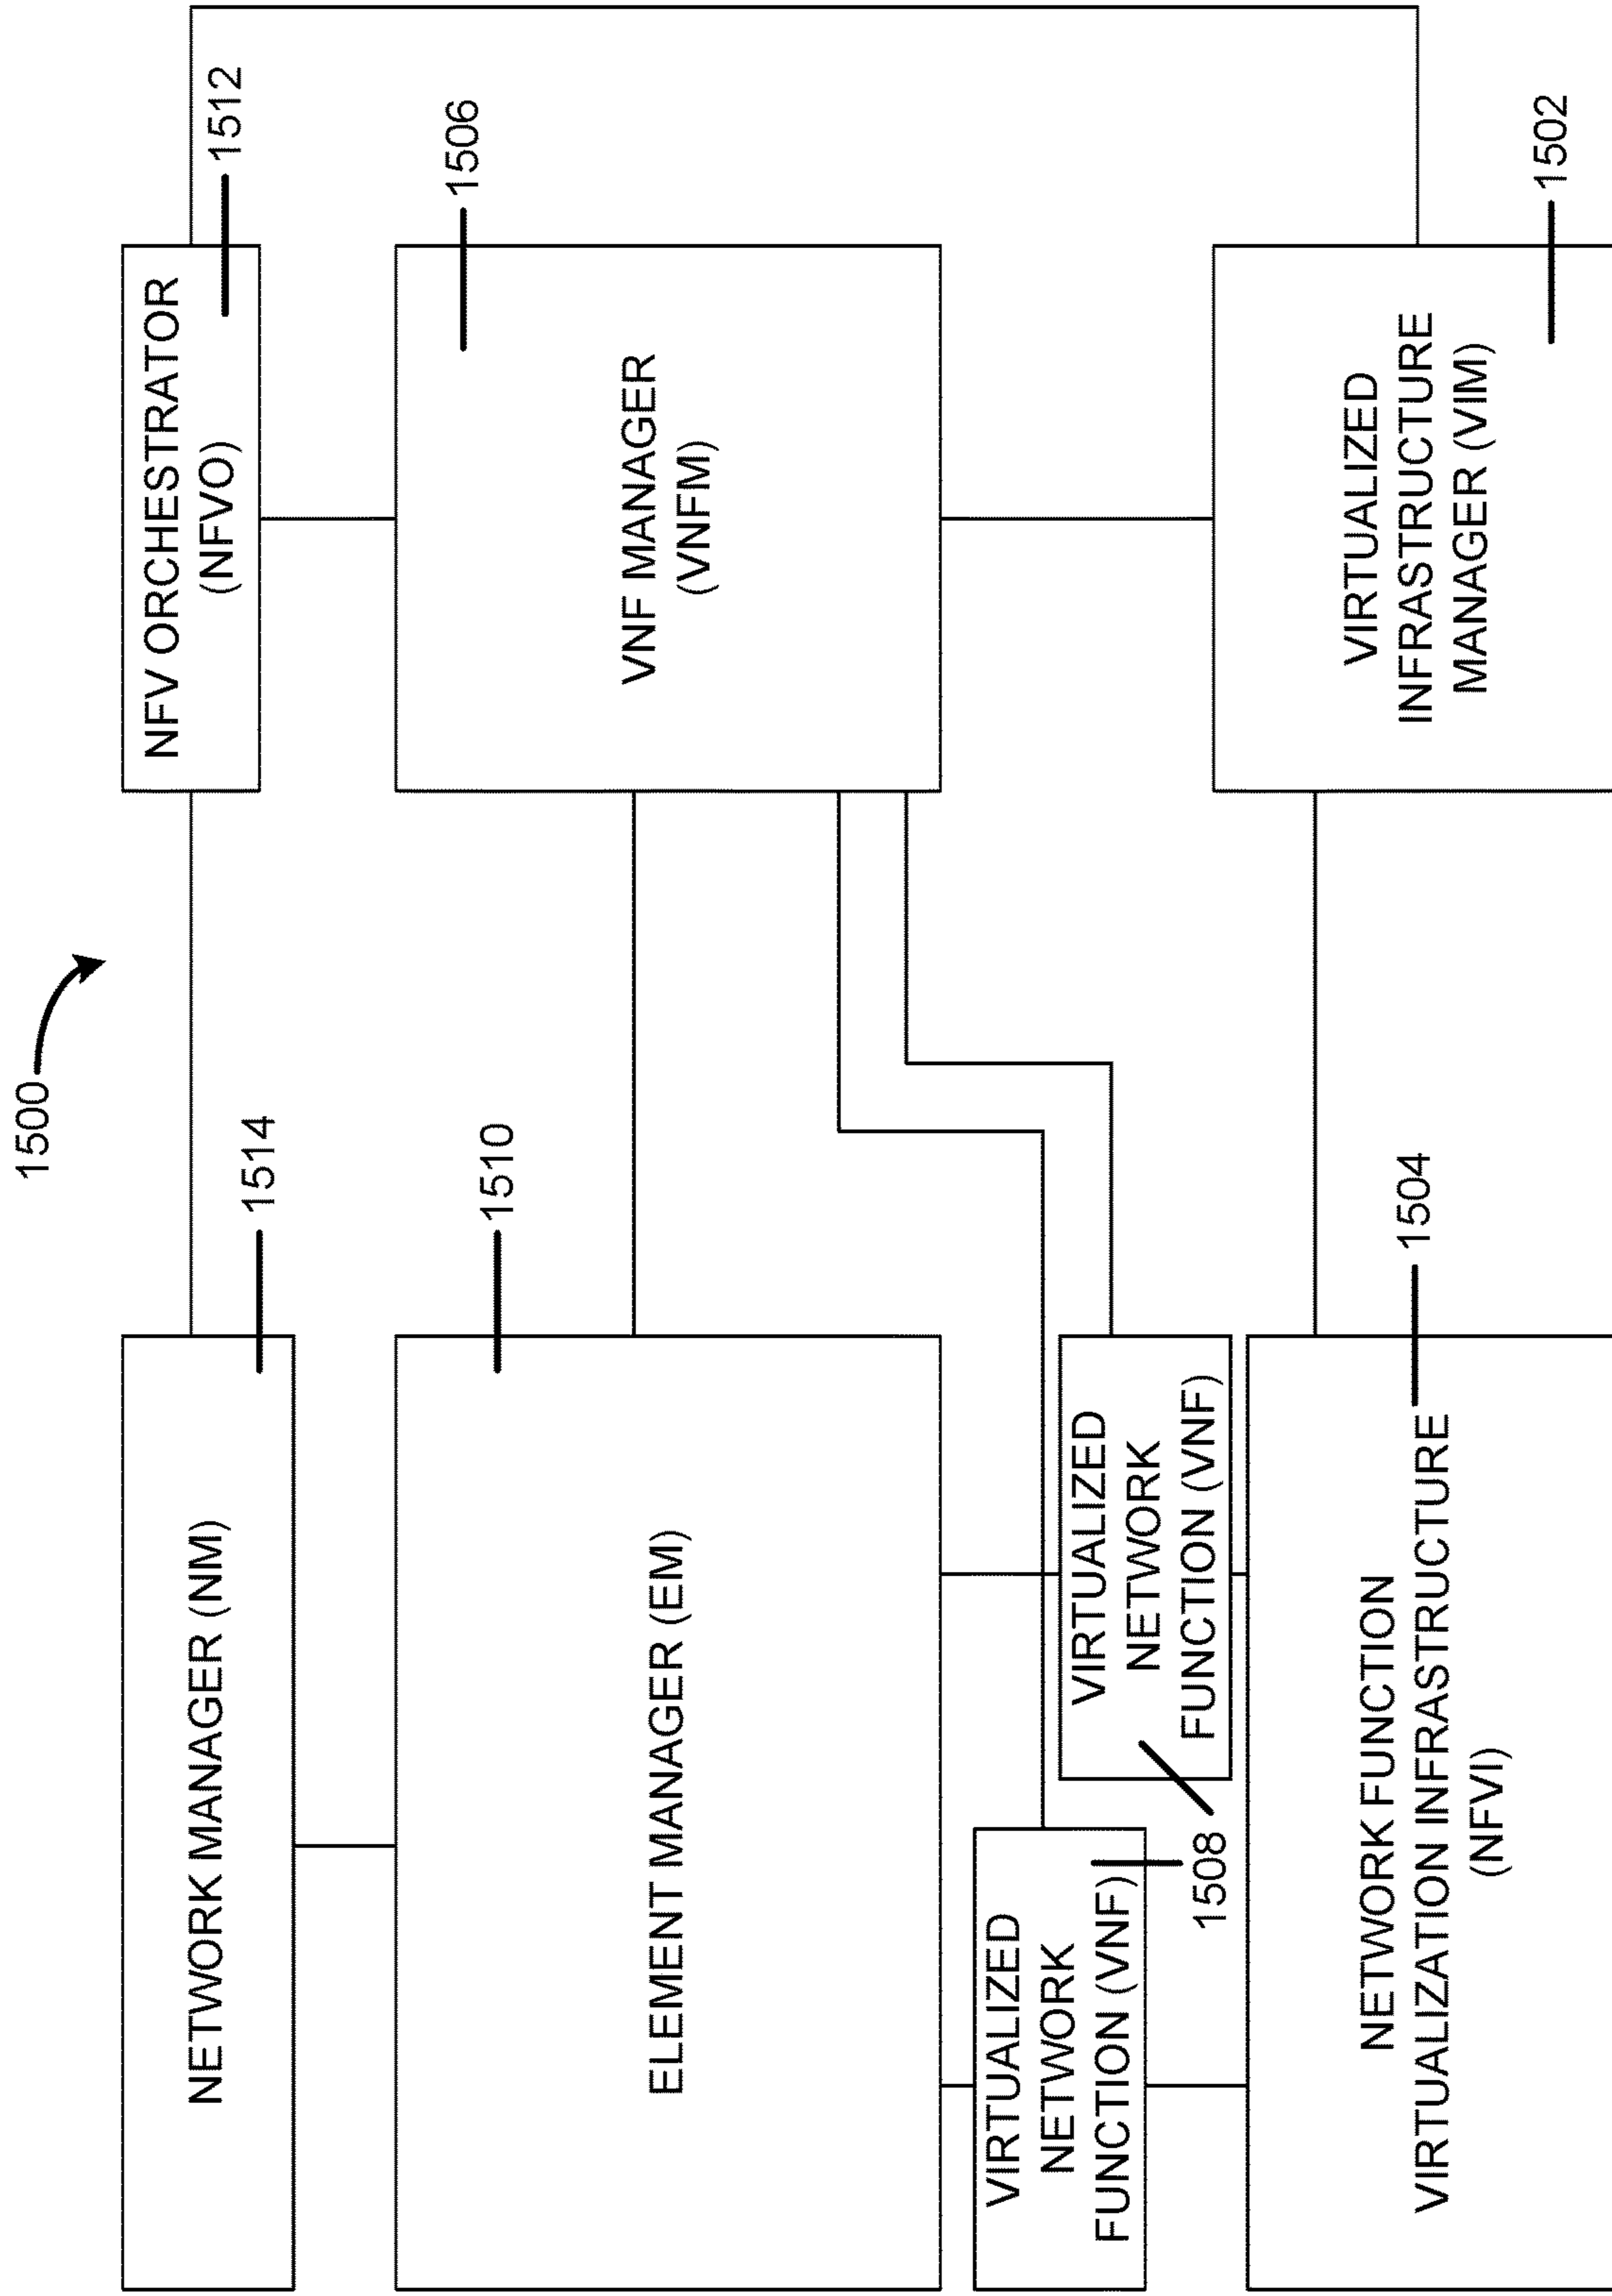 1500
NETWORK MANAGER (NM)
1514
NFV ORCHESTRATOR
(NFVO)
1512
ELEMENT MANAGER (EM)
1510
VNF MANAGER
(VNFM)
1506
VIRTUALIZED
NETWORK
FUNCTION (VNF)
VIRTUALIZED
NETWORK
FUNCTION (VNF)
1508
NETWORK FUNCTION
VIRTUALIZATION INFRASTRUCTURE
(NFVI)
1504
VIRTUALIZED
INFRASTRUCTURE
MANAGER (VIM)
1502